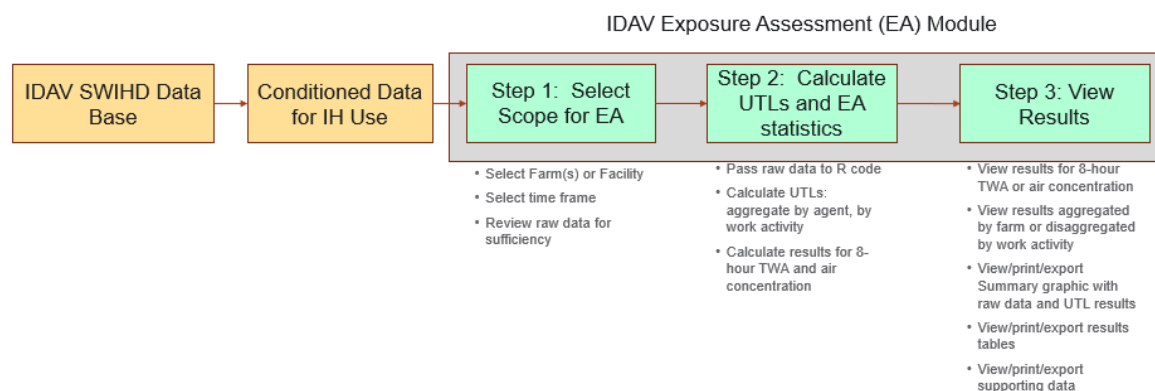 IDAV Exposure Assessment (EA) Module
IDAV SWIHD Data
Base
Conditioned Data
for IH Use
Step 1:  Select
Scope for EA
Step 2:  Calculate
UTLs and EA
statistics
Step 3: View
Results
• Select Farm(s) or Facility
• Select time frame
• Review raw data for
sufficiency
• Pass raw data to R code
• Calculate UTLs:
aggregate by agent, by
work activity
• Calculate results for 8-
hour TWA and air
concentration
• View results for 8-hour
TWA or air concentration
• View results aggregated
by farm or disaggregated
by work activity
• View/print/export
Summary graphic with
raw data and UTL results
• View/print/export results
tables
• View/print/export
supporting data